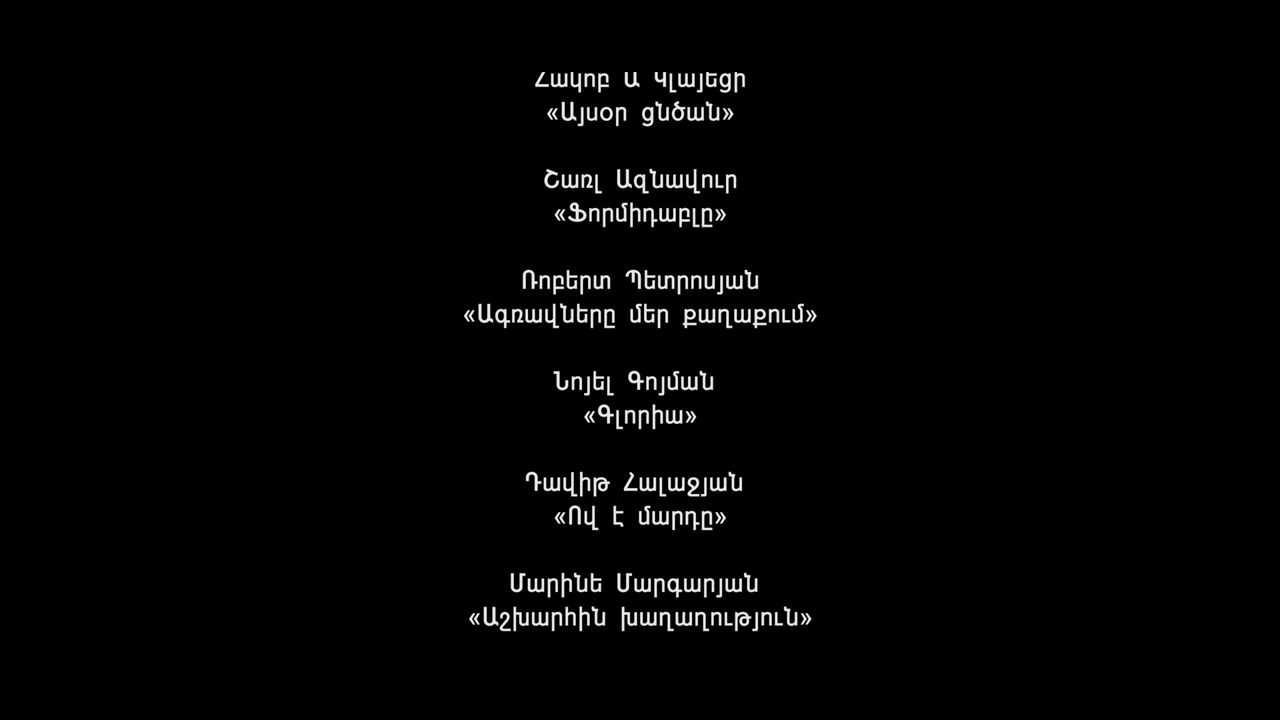 Հակոբ Ա Կլայեցի
«Այսօր ցնծան»
Շառլ Ազնավուր
«Ֆորմիդաբլը»
Ռոբերտ Պետրոսյան
«Ագռավները մեր քաղաքում»
Նոյել Գոյման
«Գլորիա»
Դավիթ Հալաջյան
«Ով է մարդը»
Մարինե Մարգարյան
«Աշխարհին խաղաղություն»